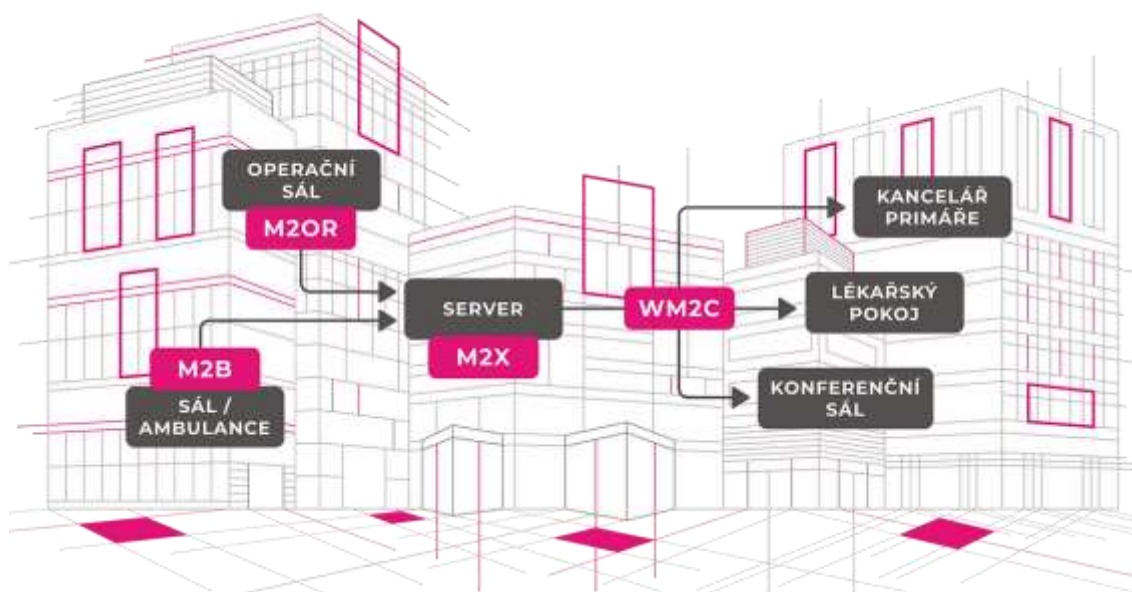 OPERAČNÍ
SÁL
M2OR
M2B
SÁL /
AMBULANCE
SERVER
M2X
WM2C
KANCELÁŘ
PRIMÁŘE
LÉKAŘSKÝ
POKOJ
KONFERENČNÍ
SÁL